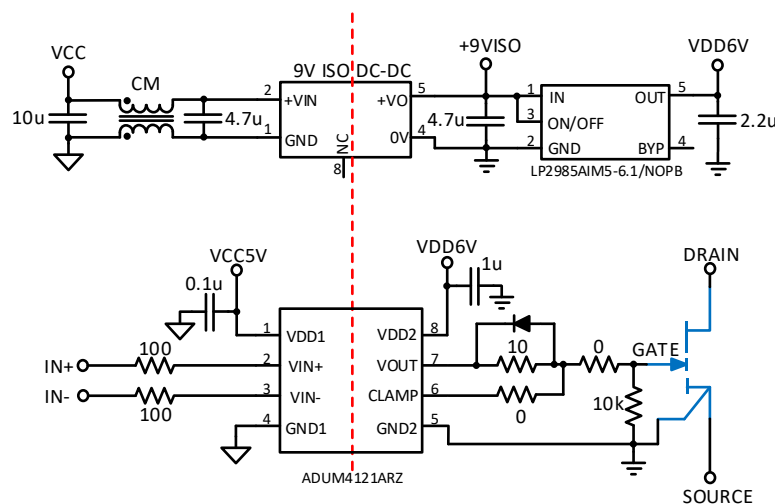 VCC
CM
10u
4.7u
9V ISO DC-DC
2
+VIN
1
GND
NC
8
+VO
5
0V
4
+9VISO
4.7u
1
IN
3
ON/OFF
2
GND
OUT
5
BYP
4
LP2985AIM5-6.1/NOPB
VDD6V
2.2u
VCC5V
0.1u
VDD6V
1u
DRAIN
IN+
100
IN-
100
1
VDD1
2
VIN+
3
VIN-
4
GND1
VDD2
8
VOUT
7
CLAMP
6
GND2
5
ADUM4121ARZ
10
0
0
GATE
10k
SOURCE